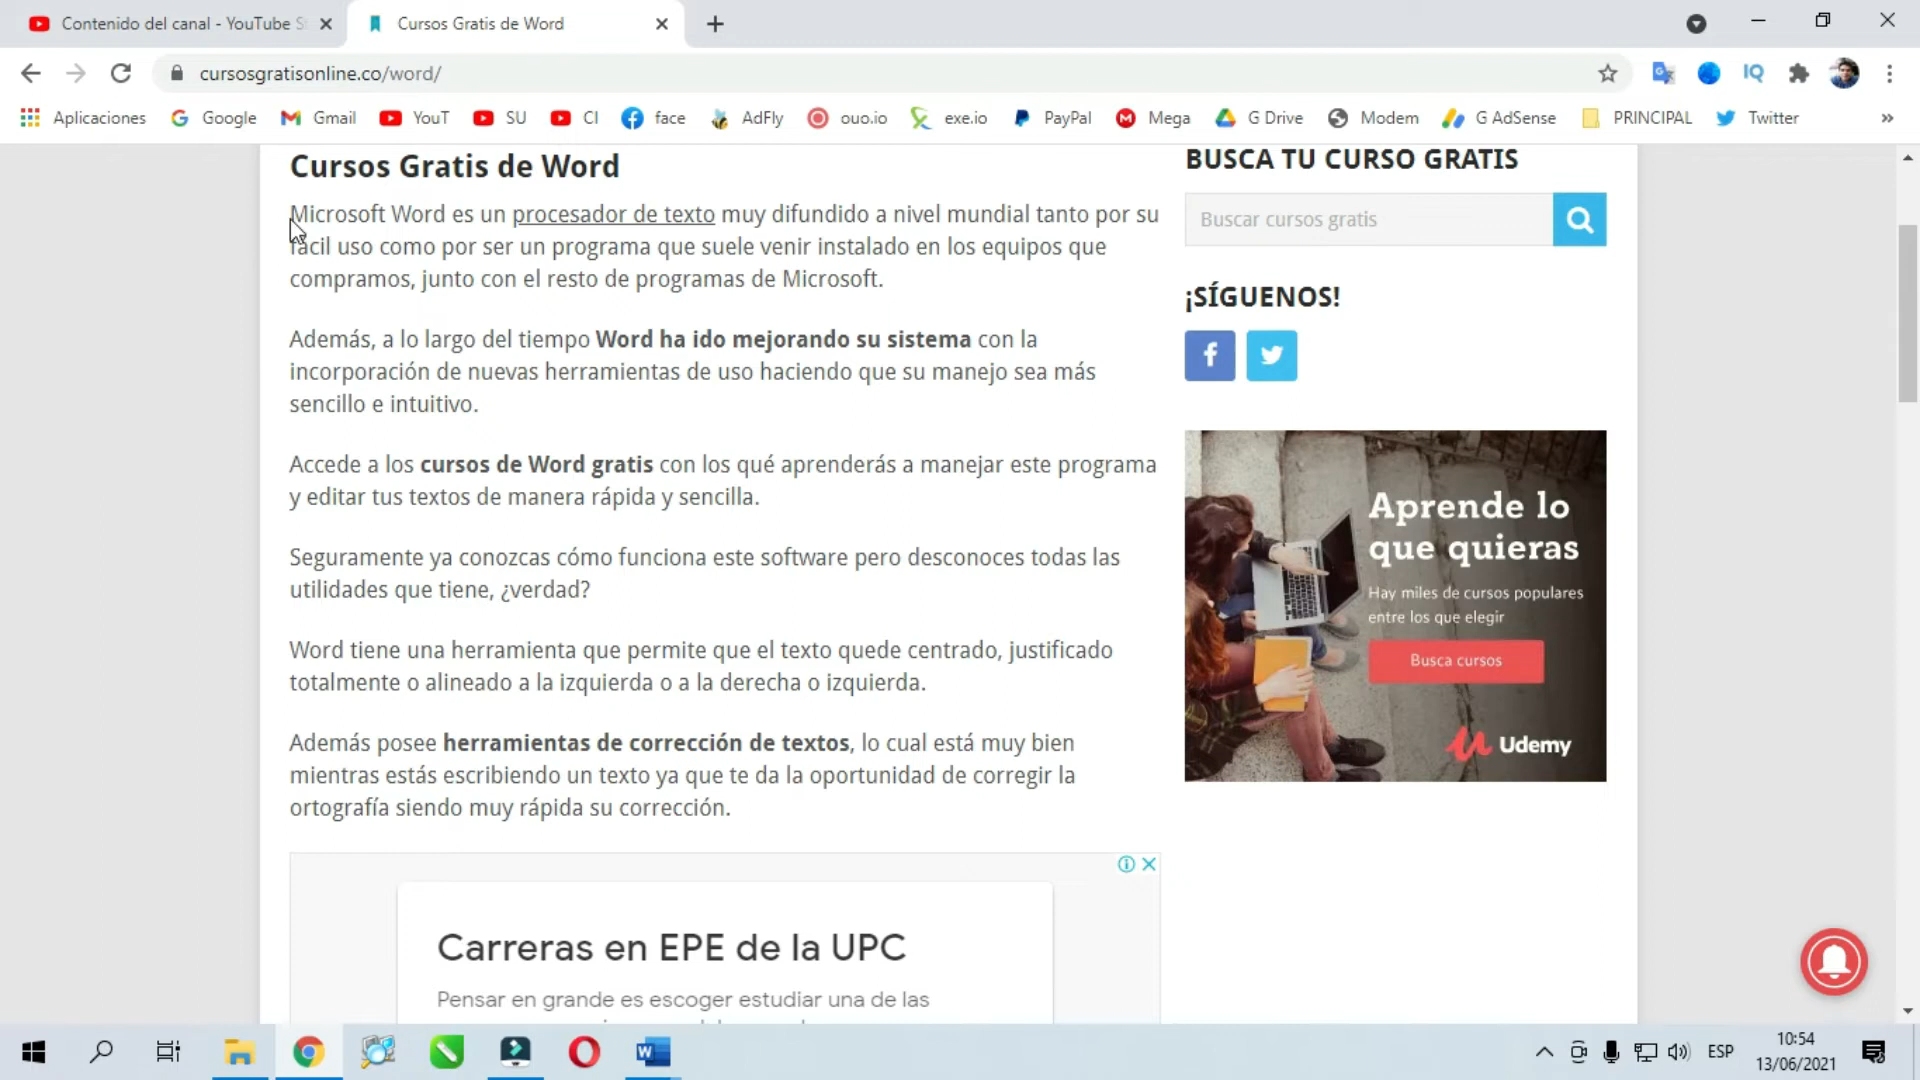 Contenido del canal - YouTube S
Cursos Gratis de Word
cursosgratisonline.co/word/
Aplicaciones
Google
Gmail
YouT
SU
CI
face
AdFly
ouo.io
exe.io
PayPal
Mega
G Drive
Modem
G AdSense
PRINCIPAL
Twitter
»
Cursos Gratis de Word
Microsoft Word es un procesador de texto muy difundido a nivel mundial tanto por su
fácil uso como por ser un programa que suele venir instalado en los equipos que
compramos, junto con el resto de programas de Microsoft.
Además, a lo largo del tiempo Word ha ido mejorando su sistema con la
incorporación de nuevas herramientas de uso haciendo que su manejo sea más
sencillo e intuitivo.
Accede a los cursos de Word gratis con los qué aprenderás a manejar este programa
y editar tus textos de manera rápida y sencilla.
Seguramente ya conozcas cómo funciona este software pero desconoces todas las
utilidades que tiene, ¿verdad?
Word tiene una herramienta que permite que el texto quede centrado, justificado
totalmente o alineado a la izquierda o a la derecha o izquierda.
Además posee herramientas de corrección de textos, lo cual está muy bien
mientras estás escribiendo un texto ya que te da la oportunidad de corregir la
ortografía siendo muy rápida su corrección.
Carreras en EPE de la UPC
Pensar en grande es escoger estudiar una de las
BUSCA TU CURSO GRATIS
Buscar cursos gratis
¡SÍGUENOS!
Aprende lo
que quieras
Hay miles de cursos populares
entre los que elegir
Busca cursos
Udemy
ESP
10:54
13/06/2021